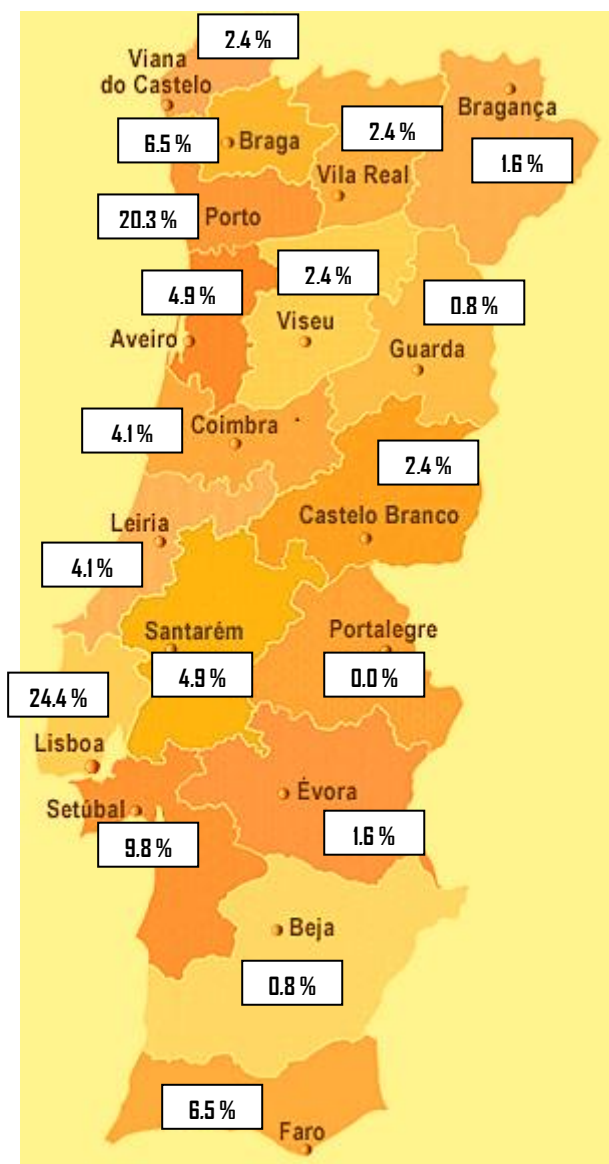 2.4 %
Viana
do Castelo
Bragança
2.4 %
6.5 %
Braga
1.6 %
Vila Real
20.3 %
Porto
2.4 %
4.9 %
0.8 %
Viseu
Aveiro
Guarda
Coimbra
4.1 %
2.4 %
Castelo Branco
Leiria
4.1 %
Santarém
Portalegre
4.9 %
0.0 %
24.4 %
Lisboa
Évora
Setúbal
1.6 %
9.8 %
Beja
0.8 %
6.5 %
Faro